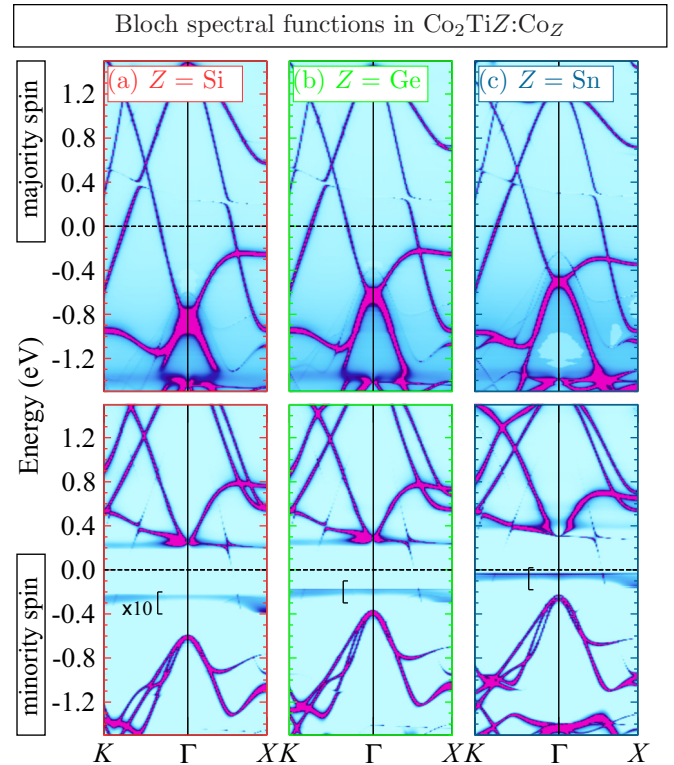 Bloch spectral functions in Co₂TiZ:Co_Z
majority spin
minority spin
Energy (eV)
(a) Z = Si
(b) Z = Ge
(c) Z = Sn
1.2
0.8
0.4
0.0
-0.4
-0.8
-1.2
1.2
0.8
0.4
0.0
-0.4
-0.8
-1.2
x10
K Γ X K Γ X K Γ X